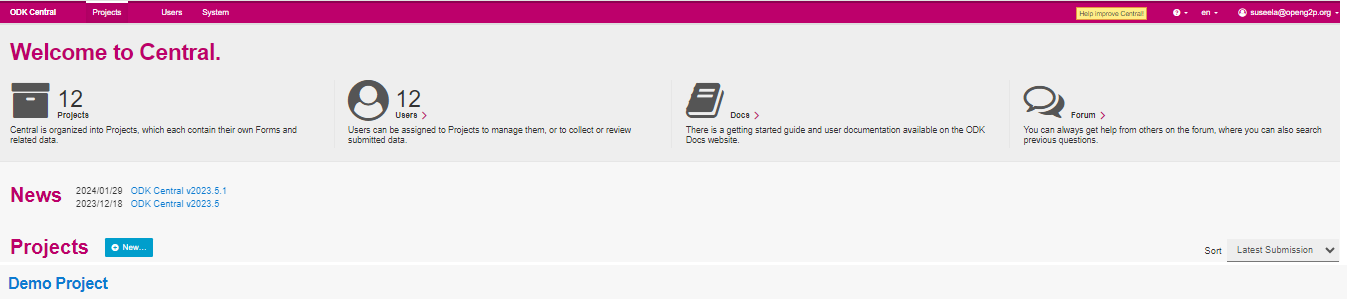 ODK Central Projects Users System Help improve Central! en suseela@openg2p.org
Welcome to Central.
12
Projects
Central is organized into Projects, which each contain their own Forms and
related data.
12
Users
Users can be assigned to Projects to manage them, or to collect or review
submitted data.
Docs
There is a getting started guide and user documentation available on the ODK
Docs website.
Forum
You can always get help from others on the forum, where you can also search
previous questions.
News
2024/01/29 ODK Central v2023.5.1
2023/12/18 ODK Central v2023.5
Projects New... Sort Latest Submission
Demo Project